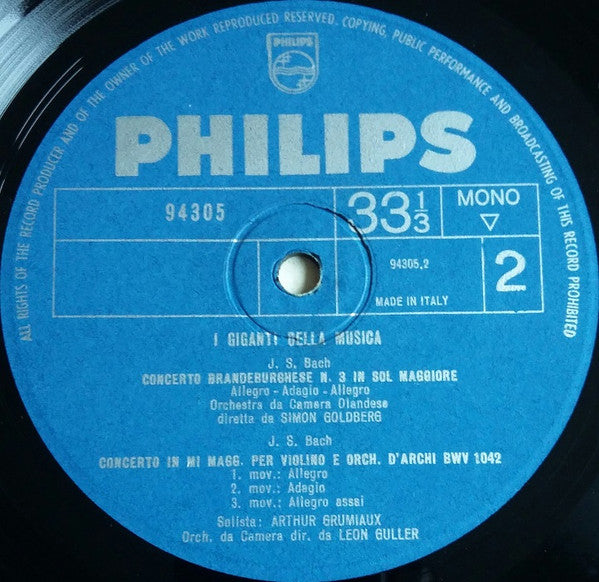 ALL RIGHTS OF THE RECORD PRODUCER AND OF THE OWNER OF THE WORK REPRODUCED RESERVED. COPYING, PUBLIC PERFORMANCE AND BROADCASTING OF THIS RECORD PROHIBITED
PHILIPS
PHILIPS
94305
33 1/3
MONO
94305.2
2
MADE IN ITALY
I GIGANTI DELLA MUSICA
J. S. Bach
CONCERTO BRANDEBURGHESE N. 3 IN SOL MAGGIORE
Allegro - Adagio - Allegro
Orchestra da Camera Olandese
diretta da SIMON GOLDBERG
J. S. Bach
CONCERTO IN MI MAGG. PER VIOLINO E ORCH. D'ARCHI BWV 1042
1. mov.: Allegro
2. mov.: Adagio
3. mov.: Allegro assai
Solista: ARTHUR GRUMIAUX
Orch. da Camera dir. da LEON GULLER